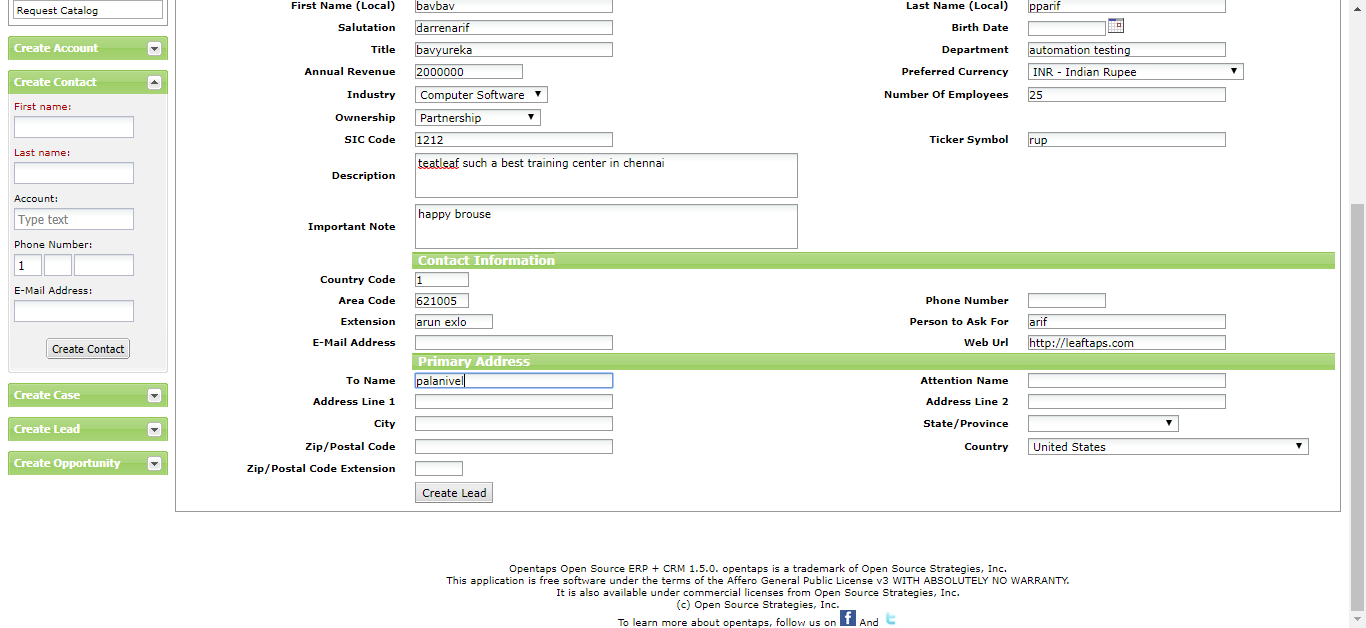 Request Catalog
Create Account
Create Contact
First name:
Last name:
Account:
Type text
Phone Number:
1
E-Mail Address:
Create Contact
Create Case
Create Lead
Create Opportunity
First Name (Local) bavbav Last Name (Local) pparif
Salutation darrenarif Birth Date
Title bavyureka Department automation testing
Annual Revenue 2000000 Preferred Currency INR - Indian Rupee
Industry Computer Software Number Of Employees 25
Ownership Partnership
SIC Code 1212 Ticker Symbol rup
Description teatleaf such a best training center in chennai
Important Note happy brouse
Contact Information
Country Code 1
Area Code 621005 Phone Number
Extension arun exlo Person to Ask For arif
E-Mail Address Web Url http://leaftaps.com
Primary Address
To Name palanivel Attention Name
Address Line 1 Address Line 2
City State/Province
Zip/Postal Code Country United States
Zip/Postal Code Extension
Create Lead
Opentaps Open Source ERP + CRM 1.5.0. opentaps is a trademark of Open Source Strategies, Inc.
This application is free software under the terms of the Affero General Public License v3 WITH ABSOLUTELY NO WARRANTY.
It is also available under commercial licenses from Open Source Strategies, Inc.
(c) Open Source Strategies, Inc.
To learn more about opentaps, follow us on f And t